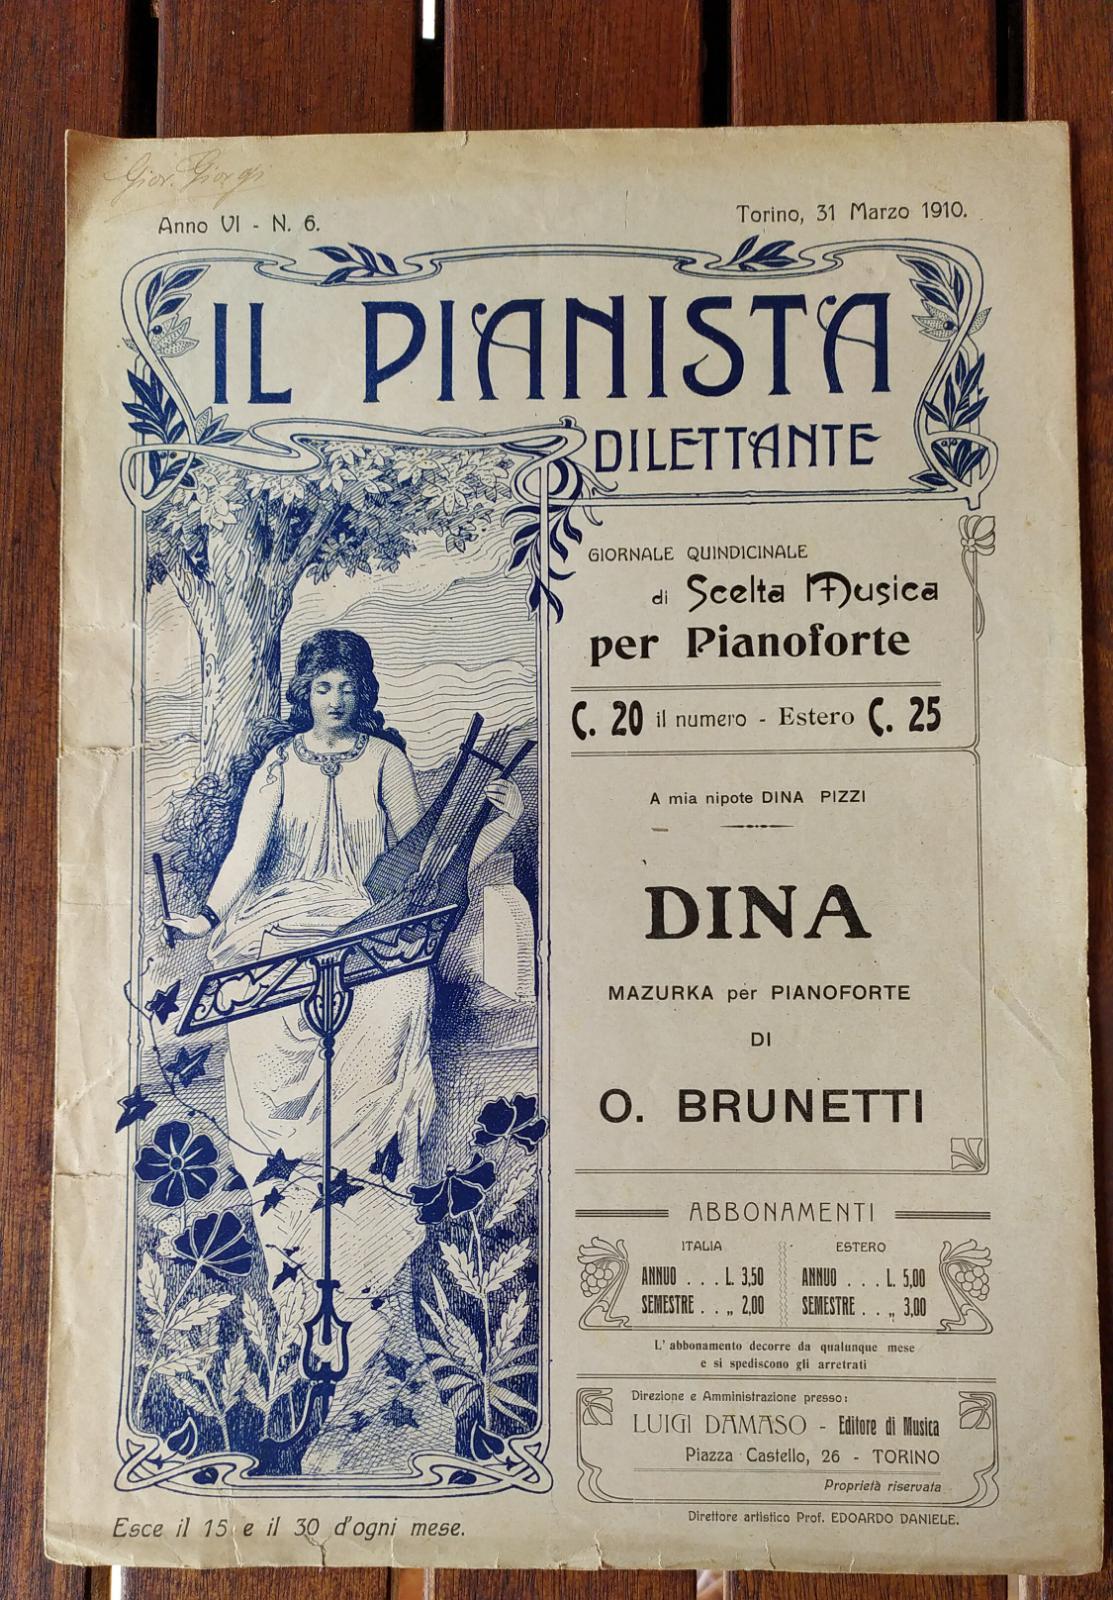 Gior. Giorgi
Anno VI - N. 6.
Torino, 31 Marzo 1910.
IL PIANISTA
DILETTANTE
GIORNALE QUINDICINALE
di Scelta Musica
per Pianoforte
C. 20 il numero - Estero C. 25
A mia nipote DINA PIZZI
DINA
MAZURKA per PIANOFORTE
DI
O. BRUNETTI
ABBONAMENTI
ITALIA
ANNUO . . . L. 3,50
SEMESTRE . . „ 2,00
ESTERO
ANNUO . . . L. 5,00
SEMESTRE . . „ 3,00
L' abbonamento decorre da qualunque mese
e si spediscono gli arretrati
Direzione e Amministrazione presso:
LUIGI DAMASO - Editore di Musica
Piazza Castello, 26 - TORINO
Proprietà riservata
Direttore artistico Prof. EDOARDO DANIELE.
Esce il 15 e il 30 d'ogni mese.